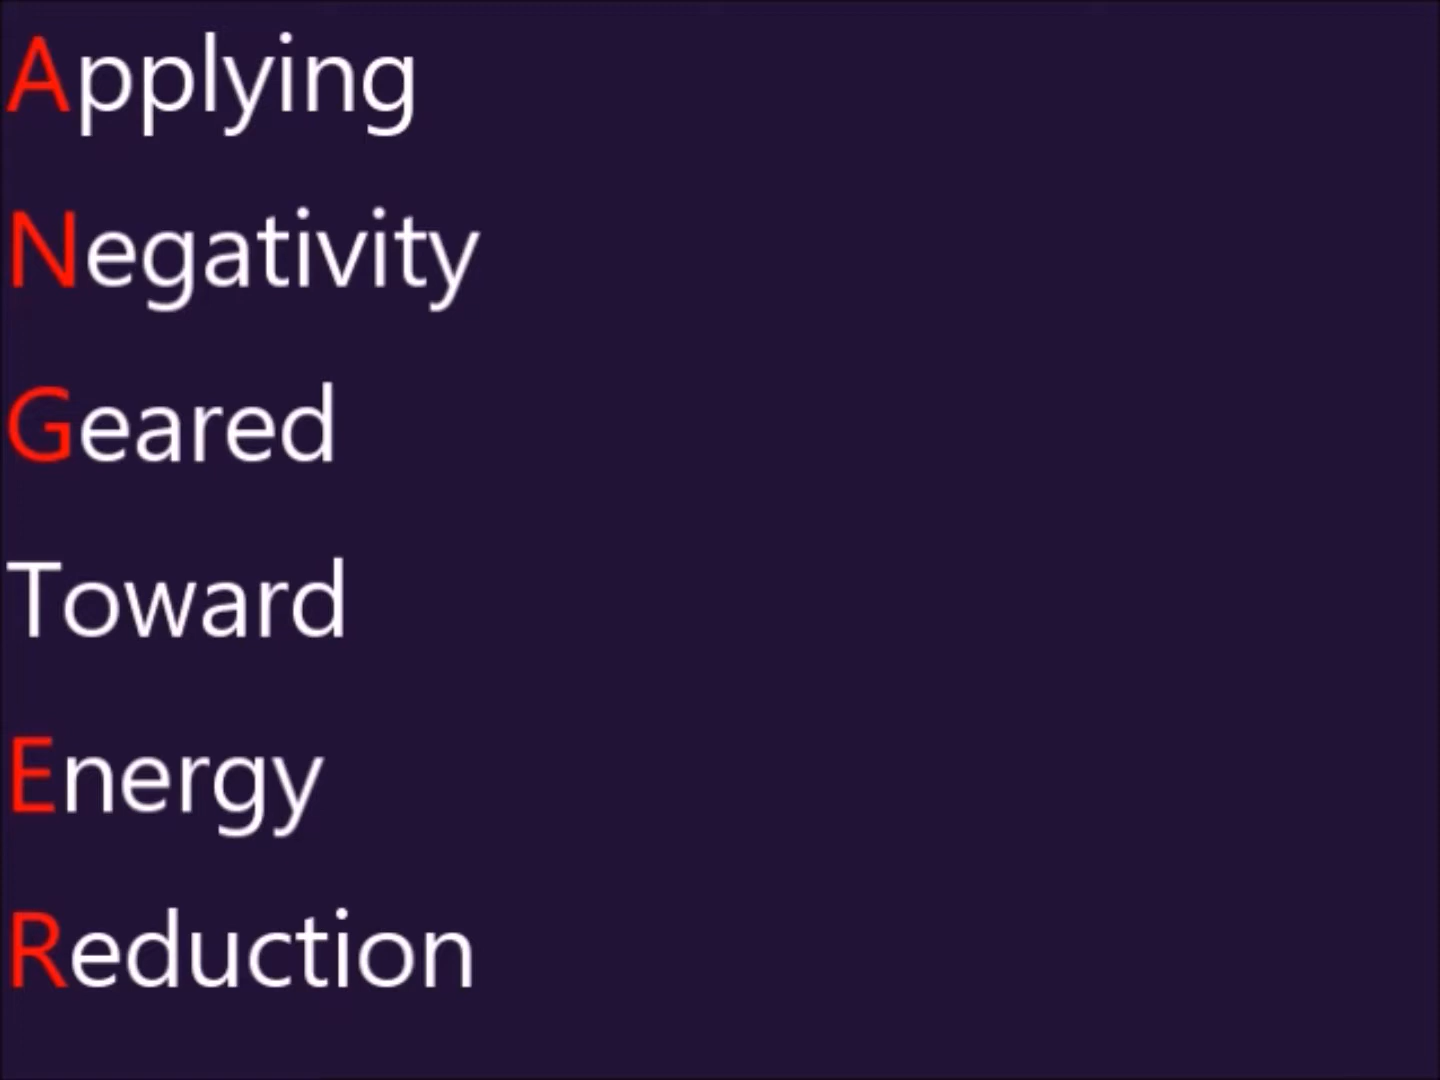 Applying
Negativity
Geared
Toward
Energy
Reduction